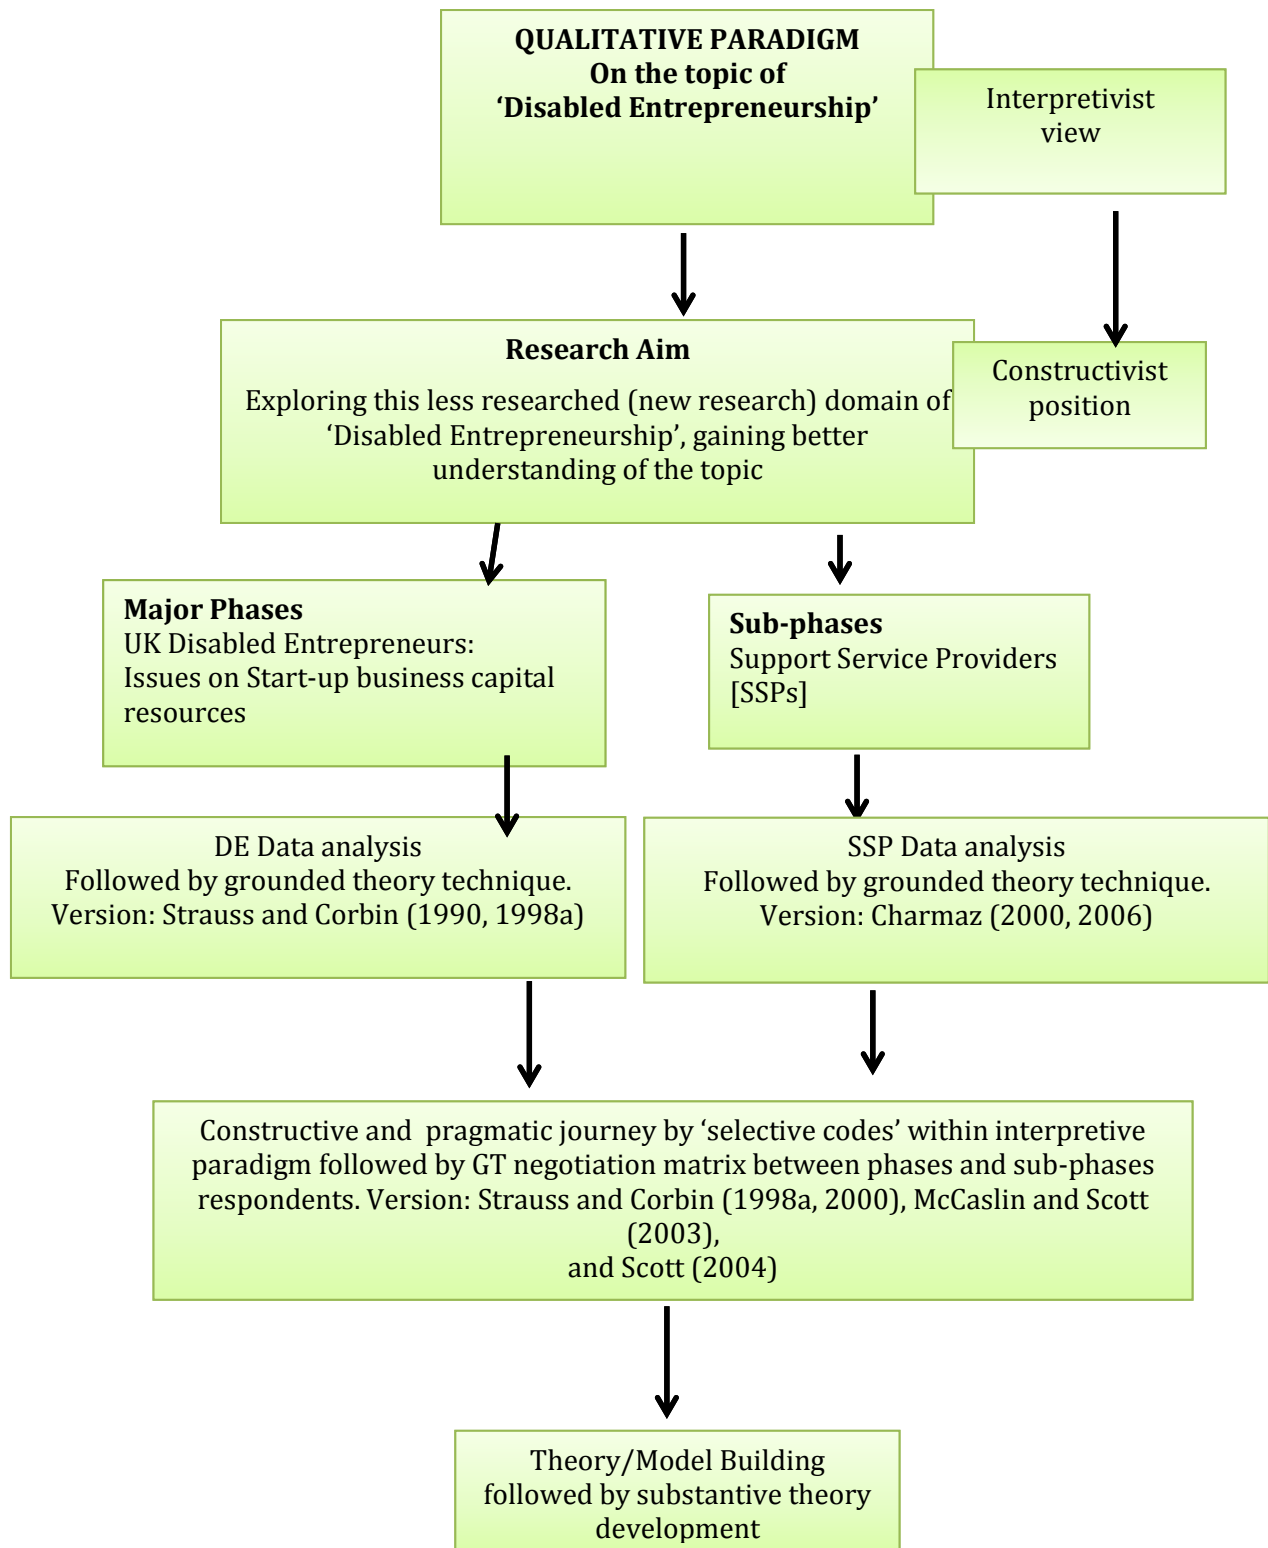 QUALITATIVE PARADIGM
On the topic of
‘Disabled Entrepreneurship’
Interpretivist
view
Research Aim
Exploring this less researched (new research) domain of
‘Disabled Entrepreneurship’, gaining better
understanding of the topic
Constructivist
position
Major Phases
UK Disabled Entrepreneurs:
Issues on Start-up business capital
resources
Sub-phases
Support Service Providers
[SSPs]
DE Data analysis
Followed by grounded theory technique.
Version: Strauss and Corbin (1990, 1998a)
SSP Data analysis
Followed by grounded theory technique.
Version: Charmaz (2000, 2006)
Constructive and pragmatic journey by ‘selective codes’ within interpretive
paradigm followed by GT negotiation matrix between phases and sub-phases
respondents. Version: Strauss and Corbin (1998a, 2000), McCaslin and Scott
(2003),
and Scott (2004)
Theory/Model Building
followed by substantive theory
development